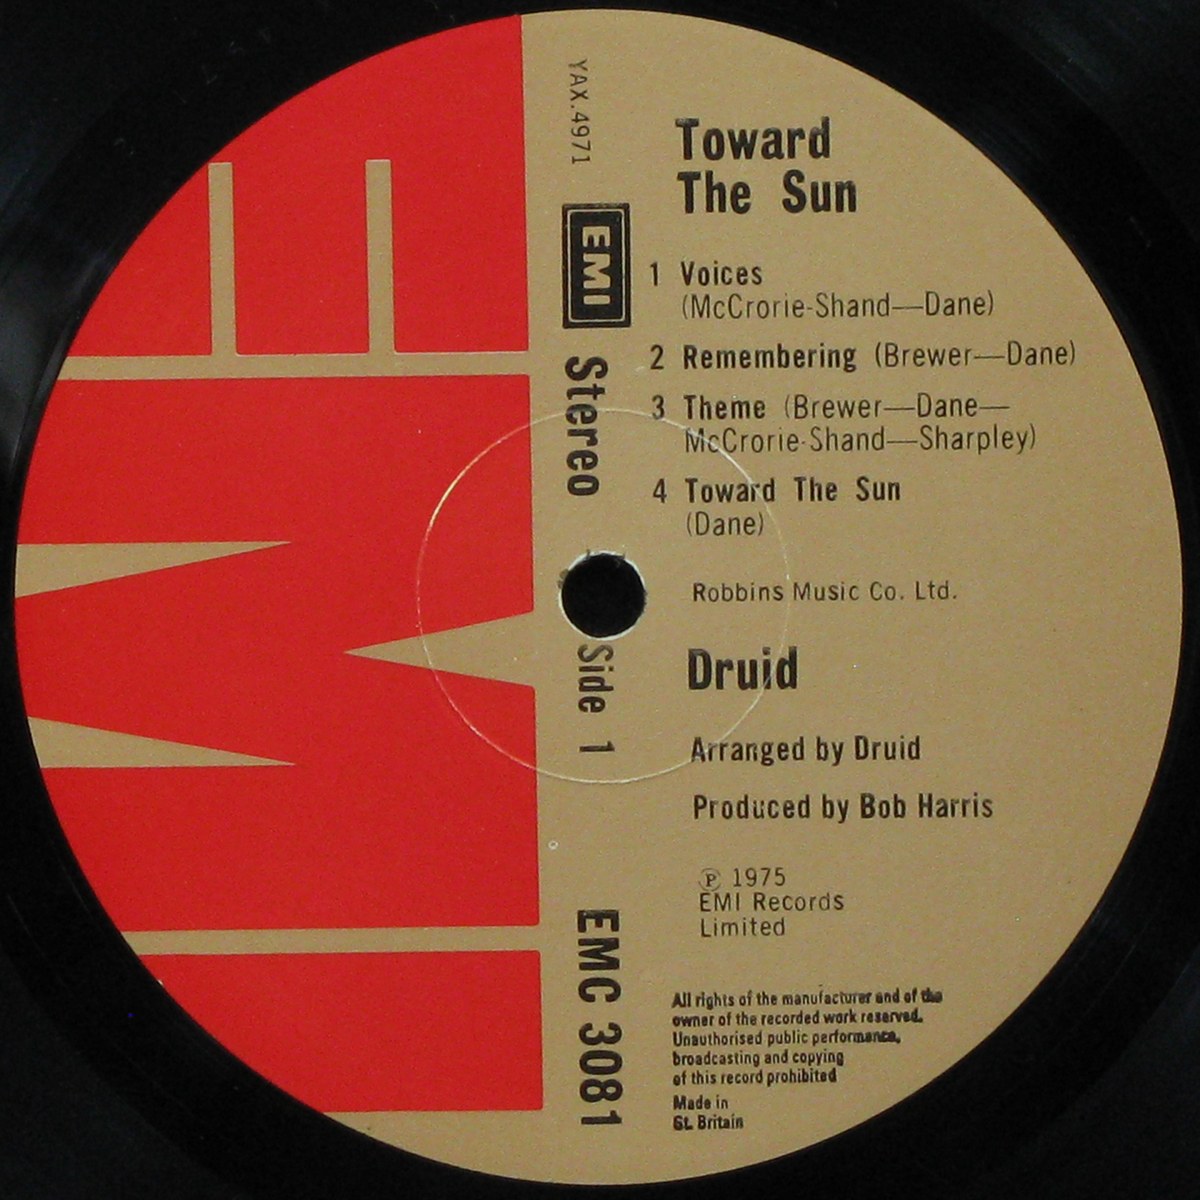 YAX.4971
EMI
Stereo
Side 1
EMC 3081
Toward
The Sun
1 Voices
(McCrorie-Shand—Dane)
2 Remembering (Brewer—Dane)
3 Theme (Brewer—Dane—
McCrorie-Shand—Sharpley)
4 Toward The Sun
(Dane)
Robbins Music Co. Ltd.
Druid
Arranged by Druid
Produced by Bob Harris
Ⓟ 1975
EMI Records
Limited
All rights of the manufacturer and of the
owner of the recorded work reserved.
Unauthorised public performance,
broadcasting and copying
of this record prohibited
Made in
Gt. Britain
EMI